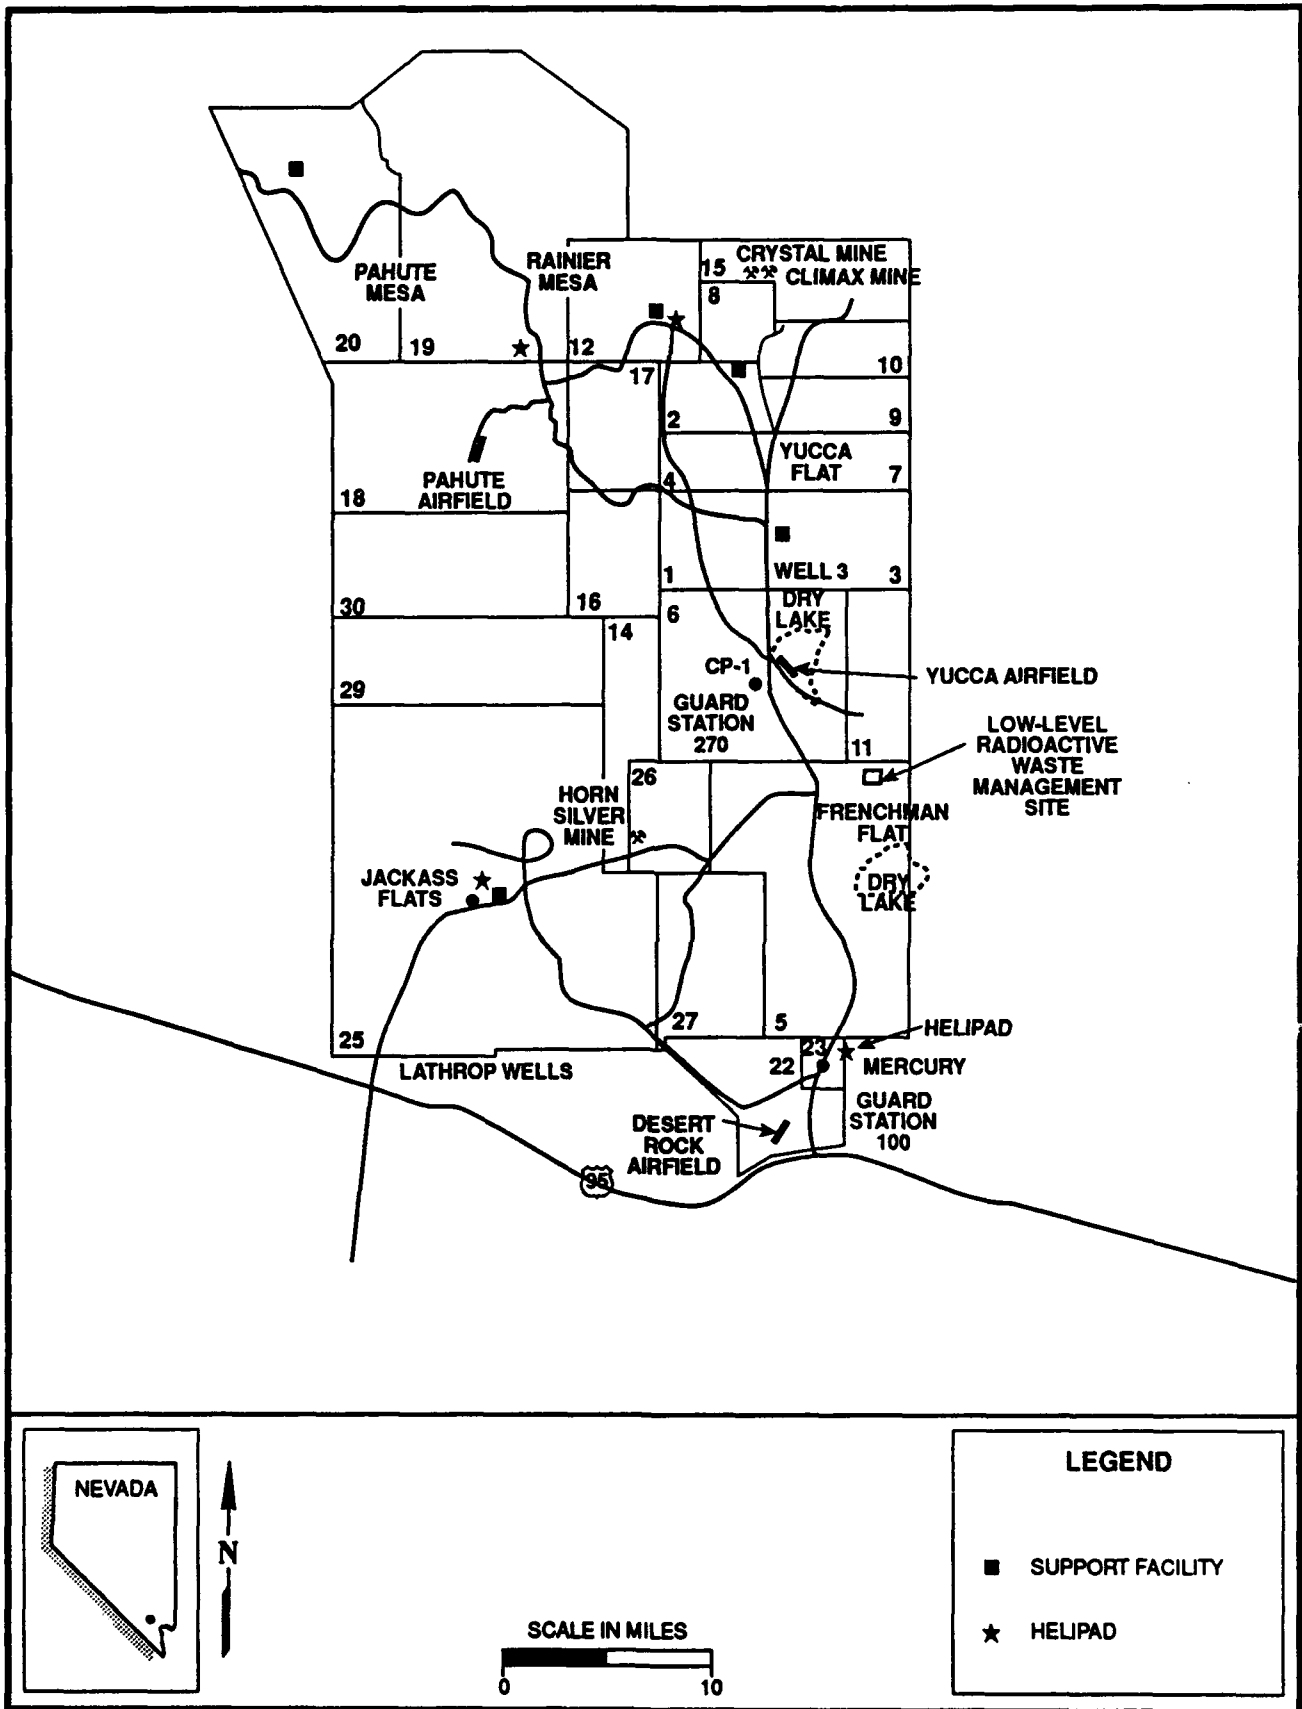 CRYSTAL MINE
15
CLIMAX MINE
8
RAINIER
MESA
PAHUTE
MESA
20
19
12
10
17
2
9
YUCCA
FLAT
7
4
PAHUTE
AIRFIELD
18
1
WELL 3
3
30
16
6
DRY
LAKE
14
CP-1
YUCCA AIRFIELD
29
GUARD
STATION
270
11
LOW-LEVEL
RADIOACTIVE
WASTE
MANAGEMENT
SITE
26
HORN
SILVER
MINE
FRENCHMAN
FLAT
JACKASS
FLATS
DRY
LAKE
25
27
5
HELIPAD
23
22
MERCURY
LATHROP WELLS
GUARD
STATION
100
DESERT
ROCK
AIRFIELD
95
NEVADA
N
SCALE IN MILES
0
10
LEGEND
SUPPORT FACILITY
HELIPAD